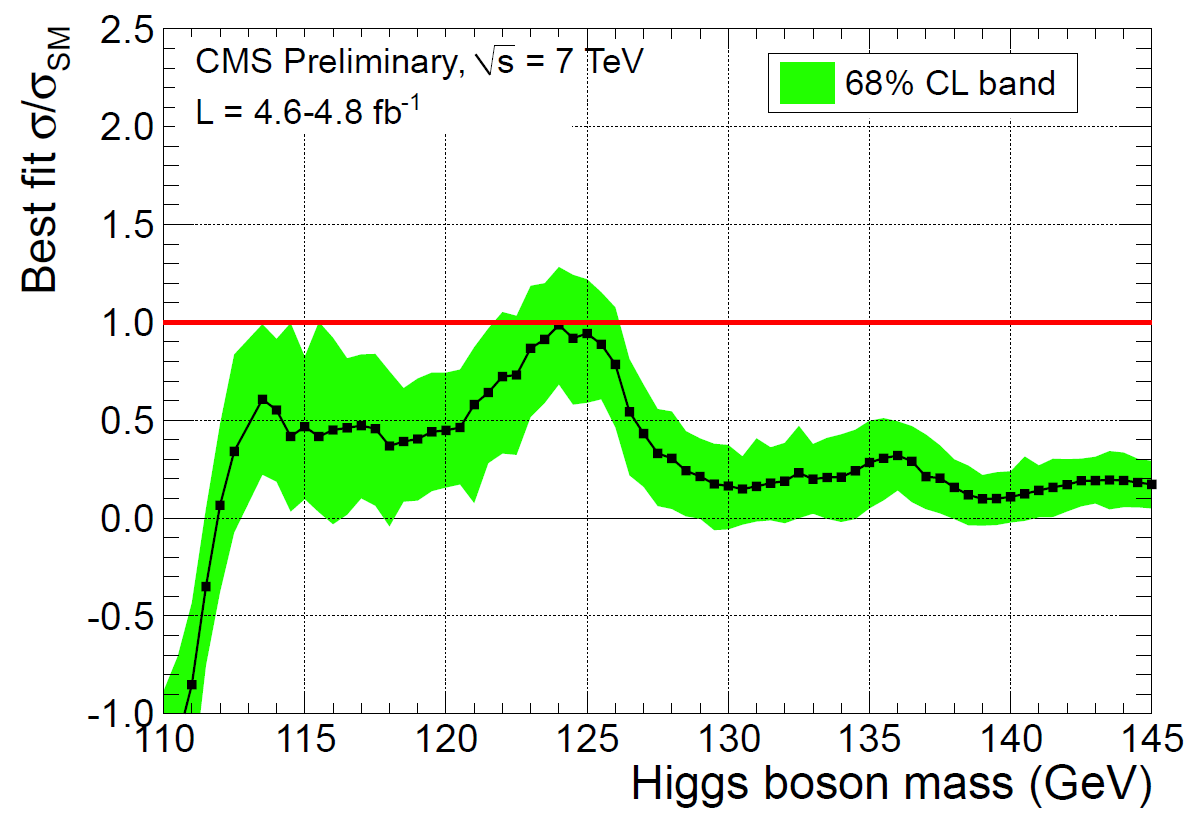 Best fit σ/σSM
2.5
2.0
1.5
1.0
0.5
0.0
-0.5
-1.0
CMS Preliminary, √s = 7 TeV
L = 4.6-4.8 fb-1
68% CL band
110 115 120 125 130 135 140 145
Higgs boson mass (GeV)